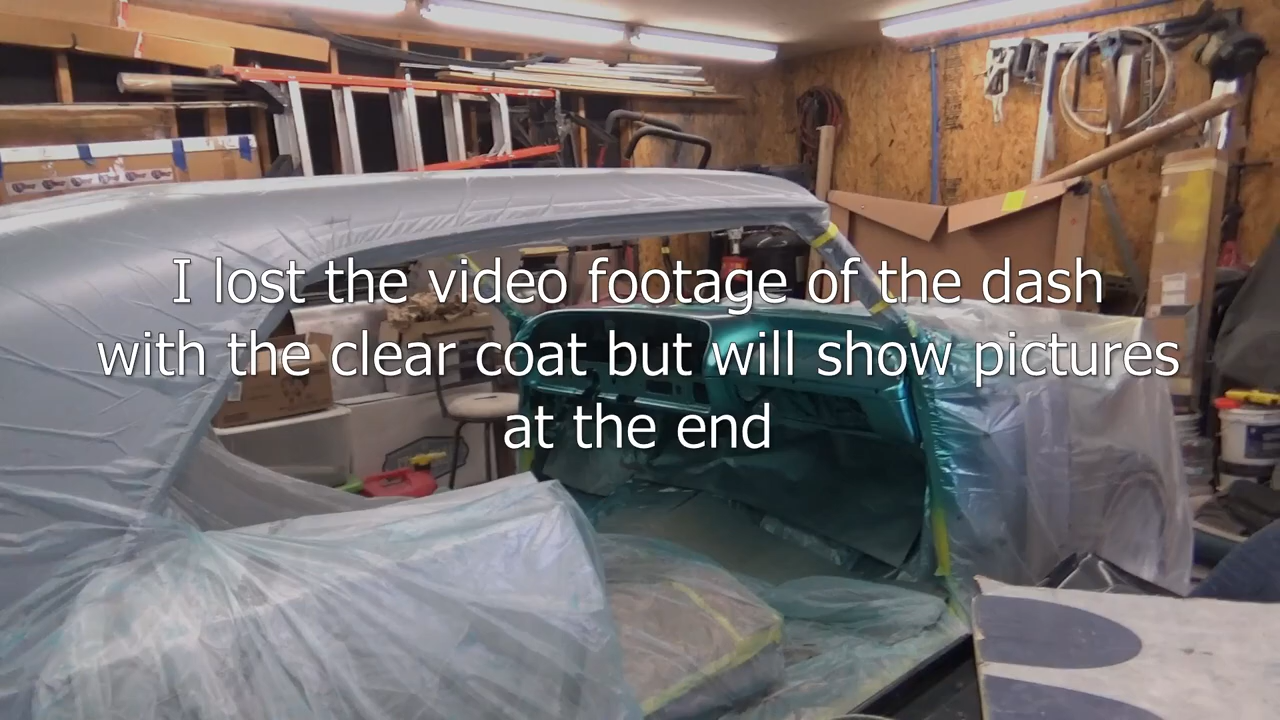 I lost the video footage of the dash
with the clear coat but will show pictures
at the end